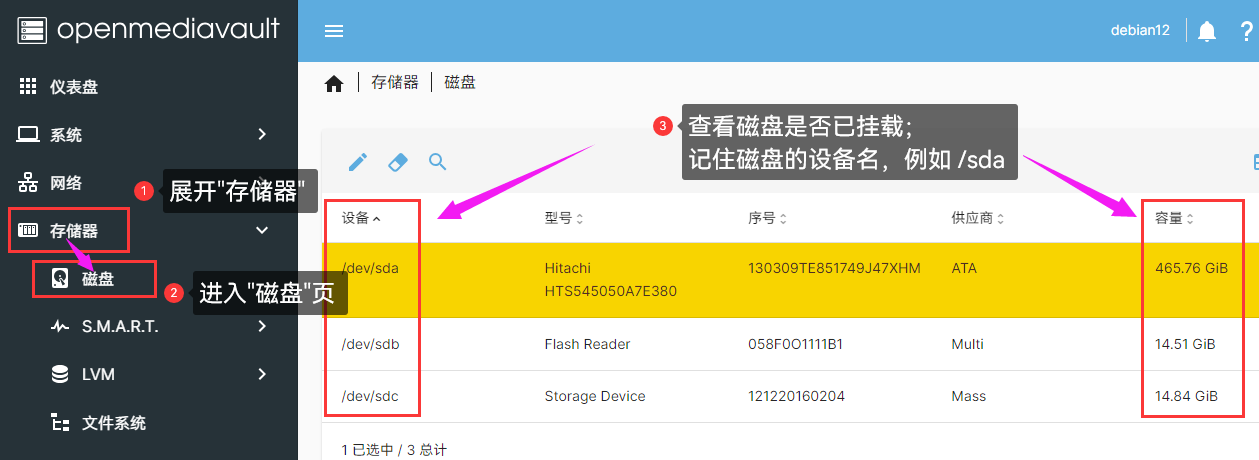 openmediavault
debian12
仪表盘
系统
网络
存储器
磁盘
S.M.A.R.T.
LVM
文件系统
1 展开"存储器"
2 进入"磁盘"页
存储器 磁盘
3 查看磁盘是否已挂载；
记住磁盘的设备名，例如 /sda
设备 型号 序号 供应商 容量
/dev/sda Hitachi 130309TE851749J47XHM ATA 465.76 GiB
HTS545050A7E380
/dev/sdb Flash Reader 058F0O1111B1 Multi 14.51 GiB
/dev/sdc Storage Device 121220160204 Mass 14.84 GiB
1 已选中 / 3 总计